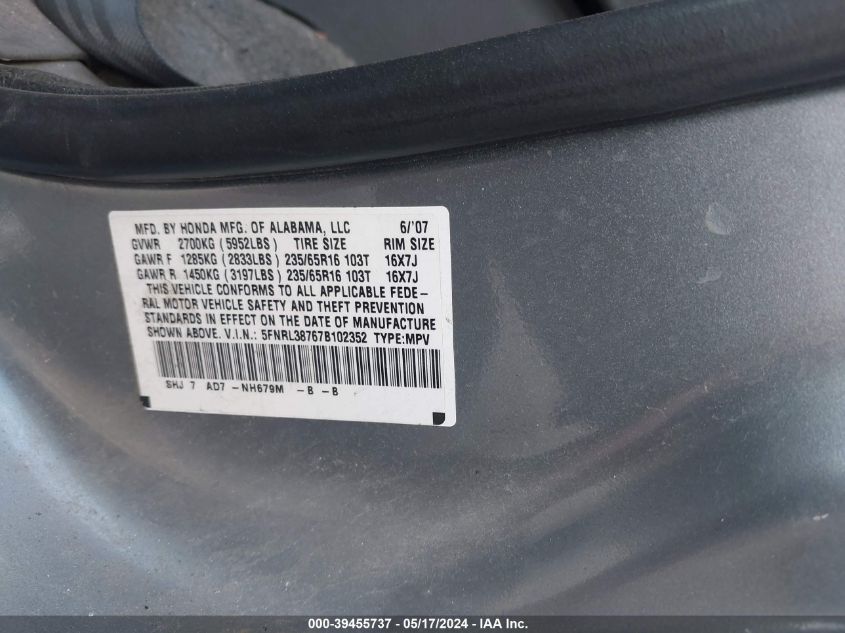 MFD. BY HONDA MFG. OF ALABAMA, LLC 6/'07
GVWR 2700KG (5952LBS) TIRE SIZE RIM SIZE
GAWR F 1285KG (2833LBS) 235/65R16 103T 16X7J
GAWR R 1450KG (3197LBS) 235/65R16 103T 16X7J
THIS VEHICLE CONFORMS TO ALL APPLICABLE FEDE-
RAL MOTOR VEHICLE SAFETY AND THEFT PREVENTION
STANDARDS IN EFFECT ON THE DATE OF MANUFACTURE
SHOWN ABOVE. V.I.N.: 5FNRL38767B102352 TYPE:MPV
SHJ 7 AD7 -NH679M -B -B
000-39455737 - 05/17/2024 - IAA Inc.